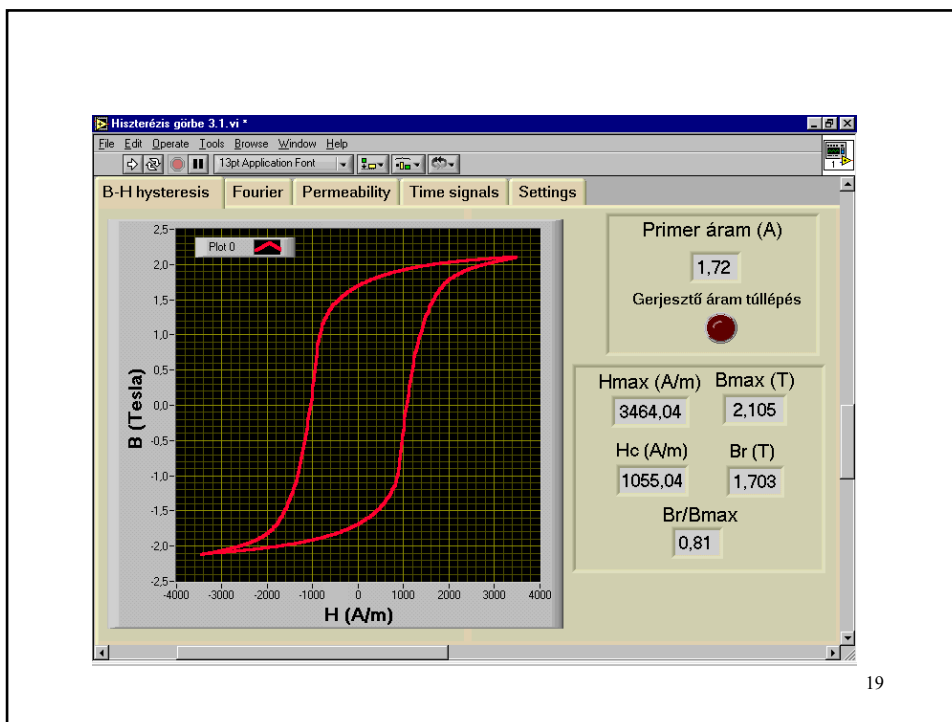 Hiszterézis görbe 3.1.vi *
File Edit Operate Tools Browse Window Help
13pt Application Font
1
B-H hysteresis Fourier Permeability Time signals Settings
Plot 0
2,5
2,0
1,5
1,0
0,5
0,0
-0,5
-1,0
-1,5
-2,0
-2,5
B (Tesla)
-4000 -3000 -2000 -1000 0 1000 2000 3000 4000
H (A/m)
Primer áram (A)
1,72
Gerjesztő áram túllépés
Hmax (A/m) Bmax (T)
3464,04 2,105
Hc (A/m) Br (T)
1055,04 1,703
Br/Bmax
0,81
19